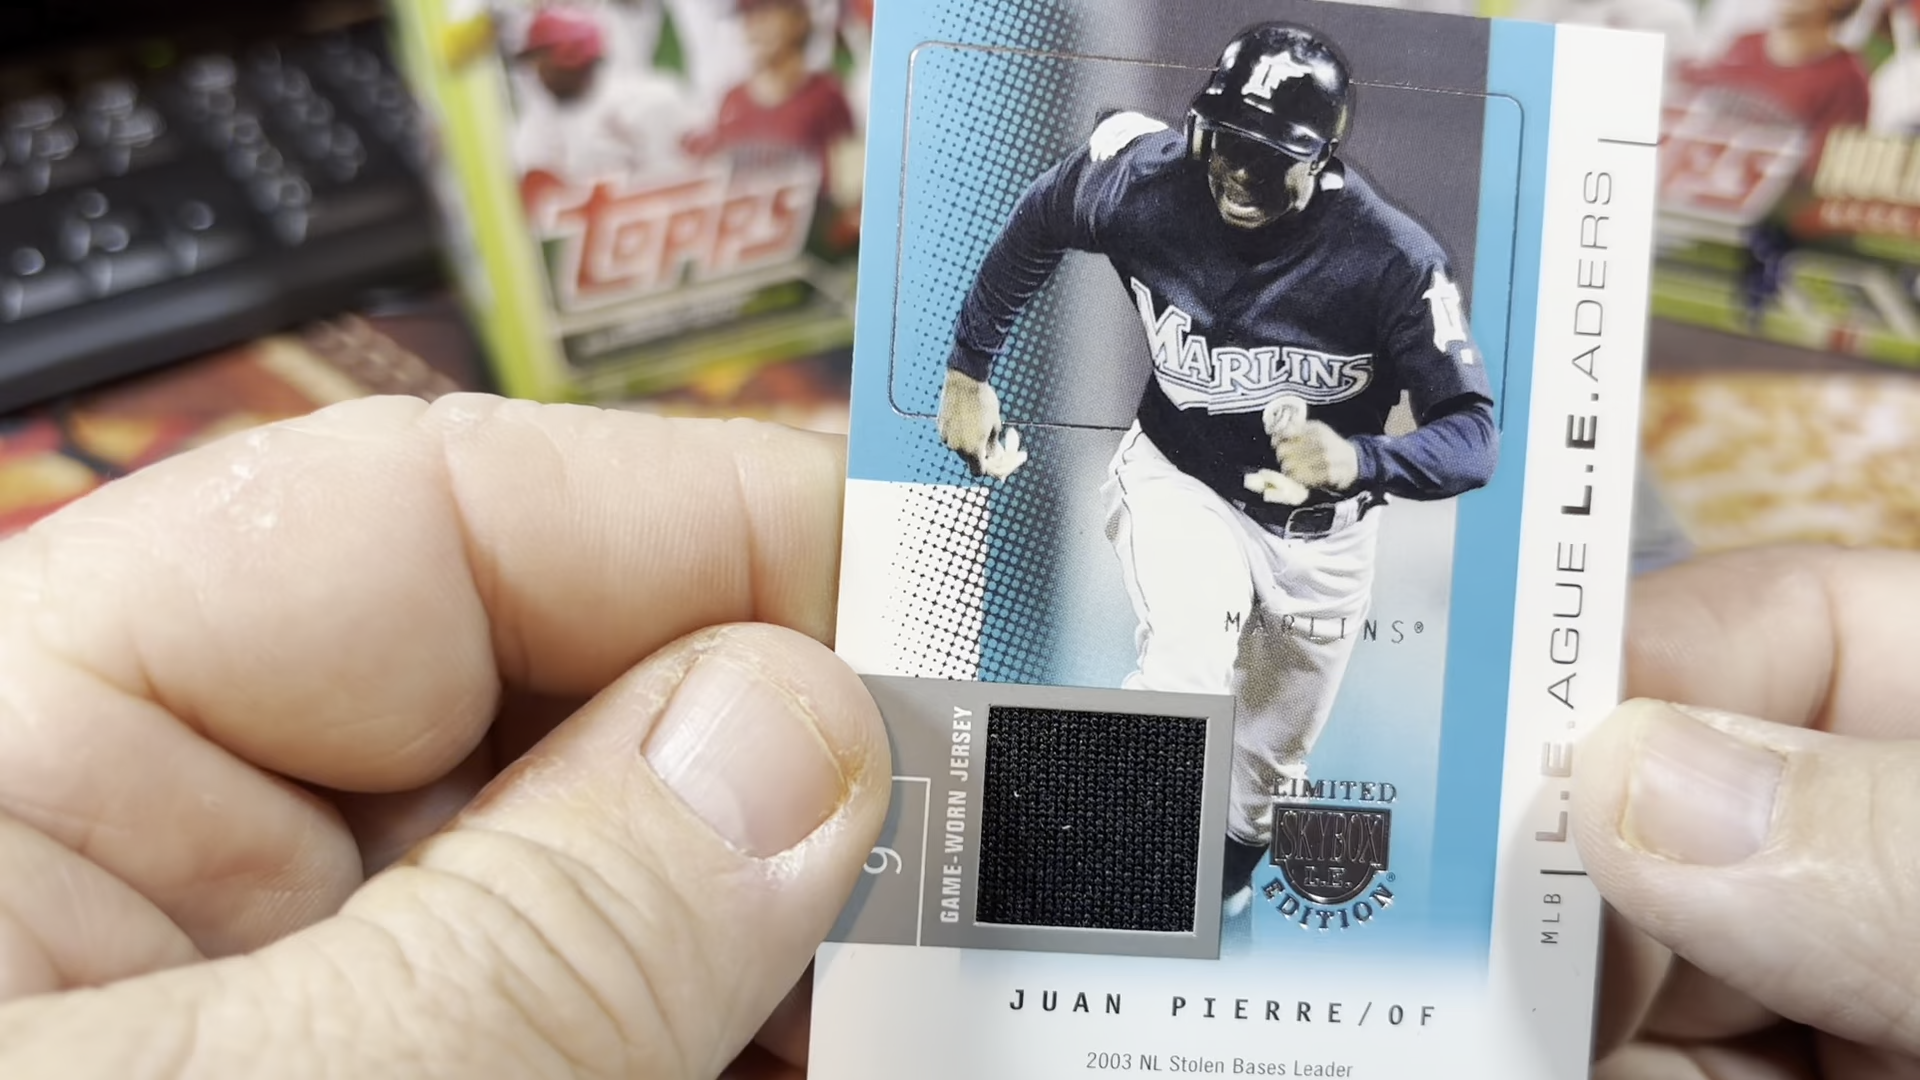 TOPPS
F
MARLINS
F
MLB L.E.AGUE L.E.ADERS
MARLINS®
GAME-WORN JERSEY
9
LIMITED
SKYBOX
L.E.
EDITION®
JUAN PIERRE/OF
2003 NL Stolen Bases Leader